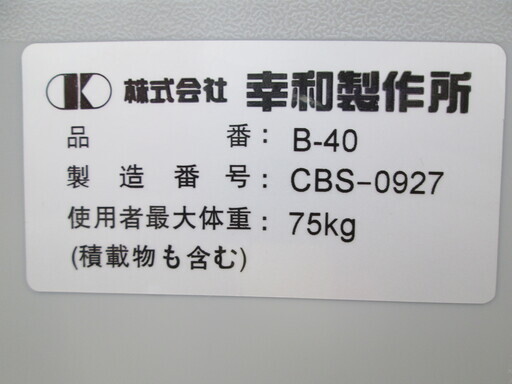 K 株式会社 幸和製作所
品番: B-40
製造番号: CBS-0927
使用者最大体重: 75kg
(積載物も含む)